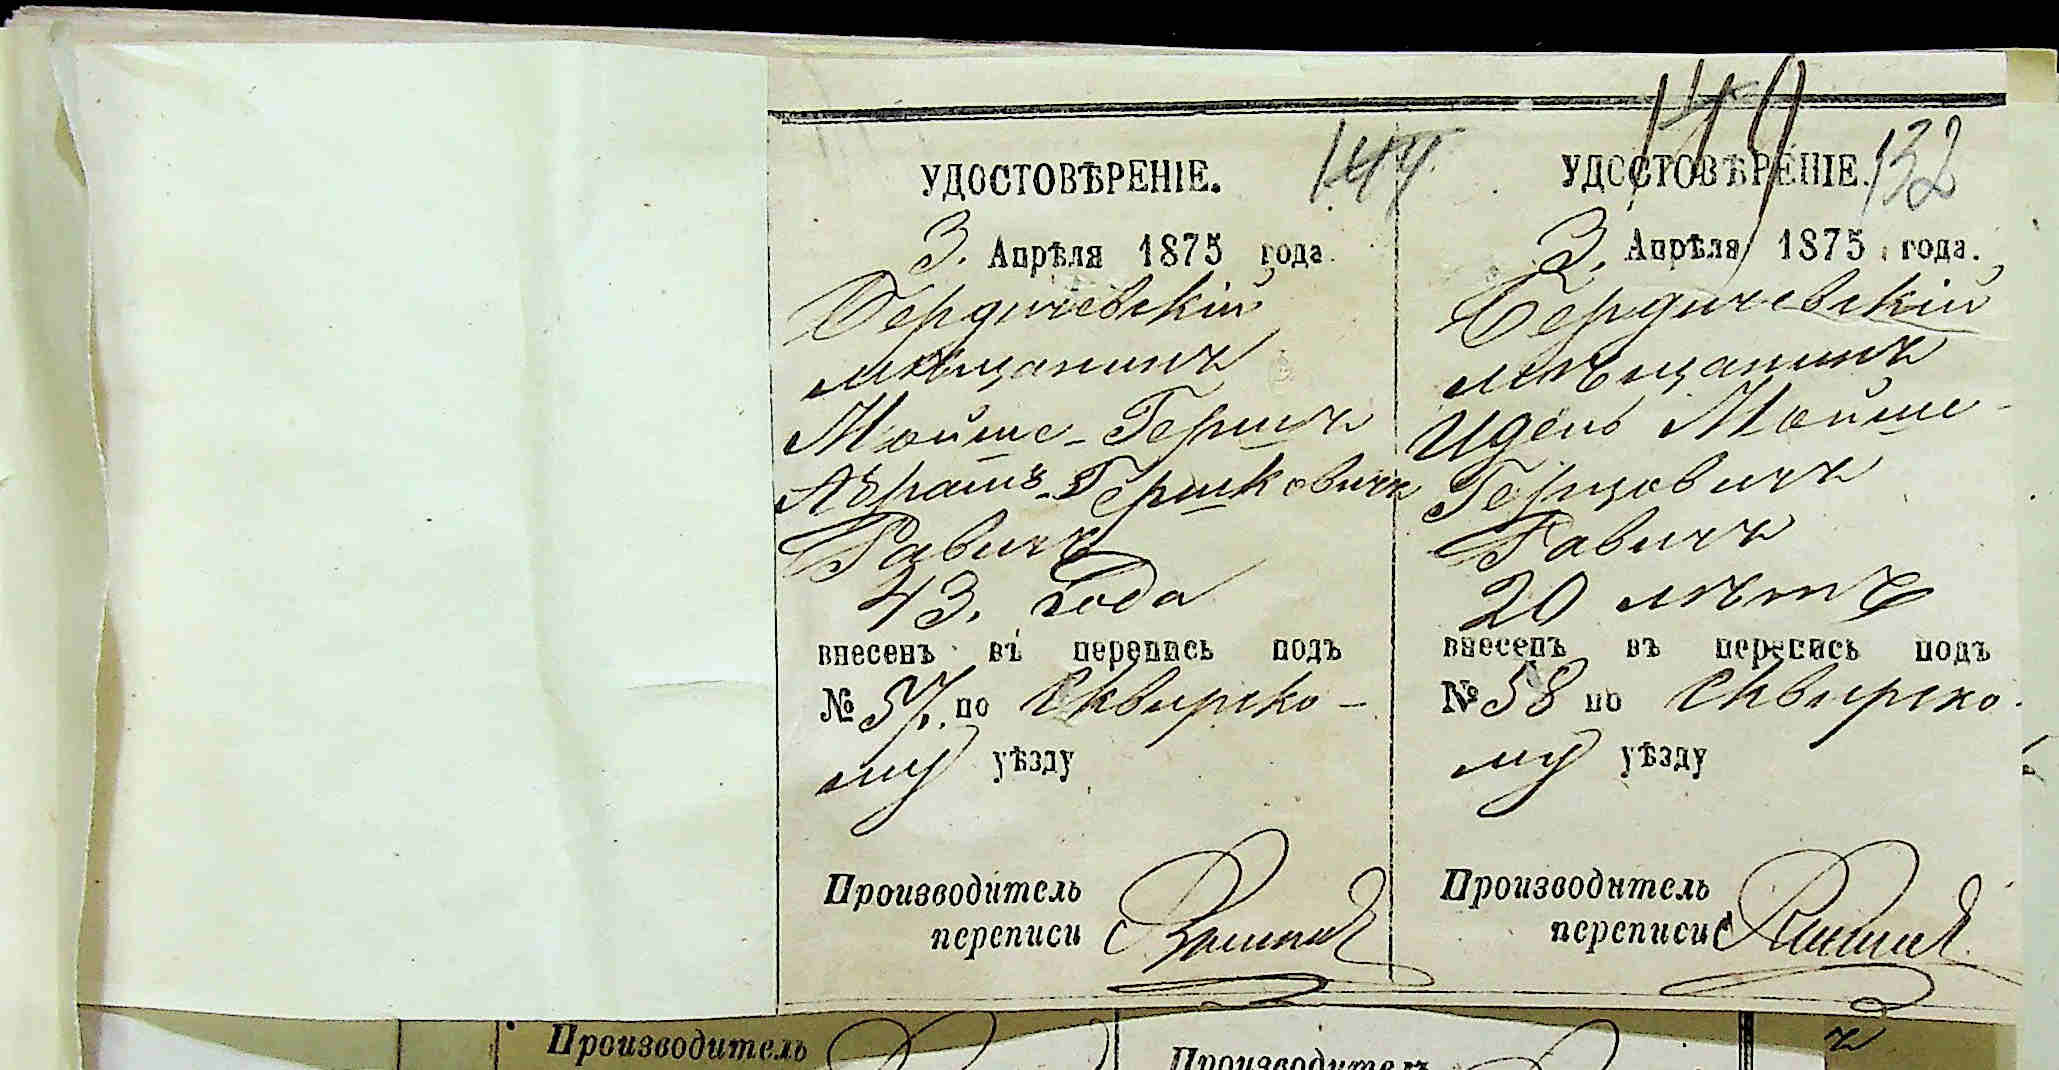 149
144.
132
УДОСТОВѢРЕНІЕ.
3. Апрѣля 1875 года.
Бердичевскій
мѣщанинъ
Мойше-Гершъ
Абрамъ-Гершковичъ
Равичъ
43. года
внесенъ въ перепись подъ
№ 57. по Сквирско-
му уѣзду
Производитель
переписи
УДОСТОВѢРЕНІЕ.
3. Апрѣля 1875 года.
Бердичевскій
мѣщанинъ
Идель Мойше-
Гершовичъ
Равичъ
20 лѣтъ
внесенъ въ перепись подъ
№ 58 по Сквирско-
му уѣзду
Производитель
переписи
Производитель
Производитель